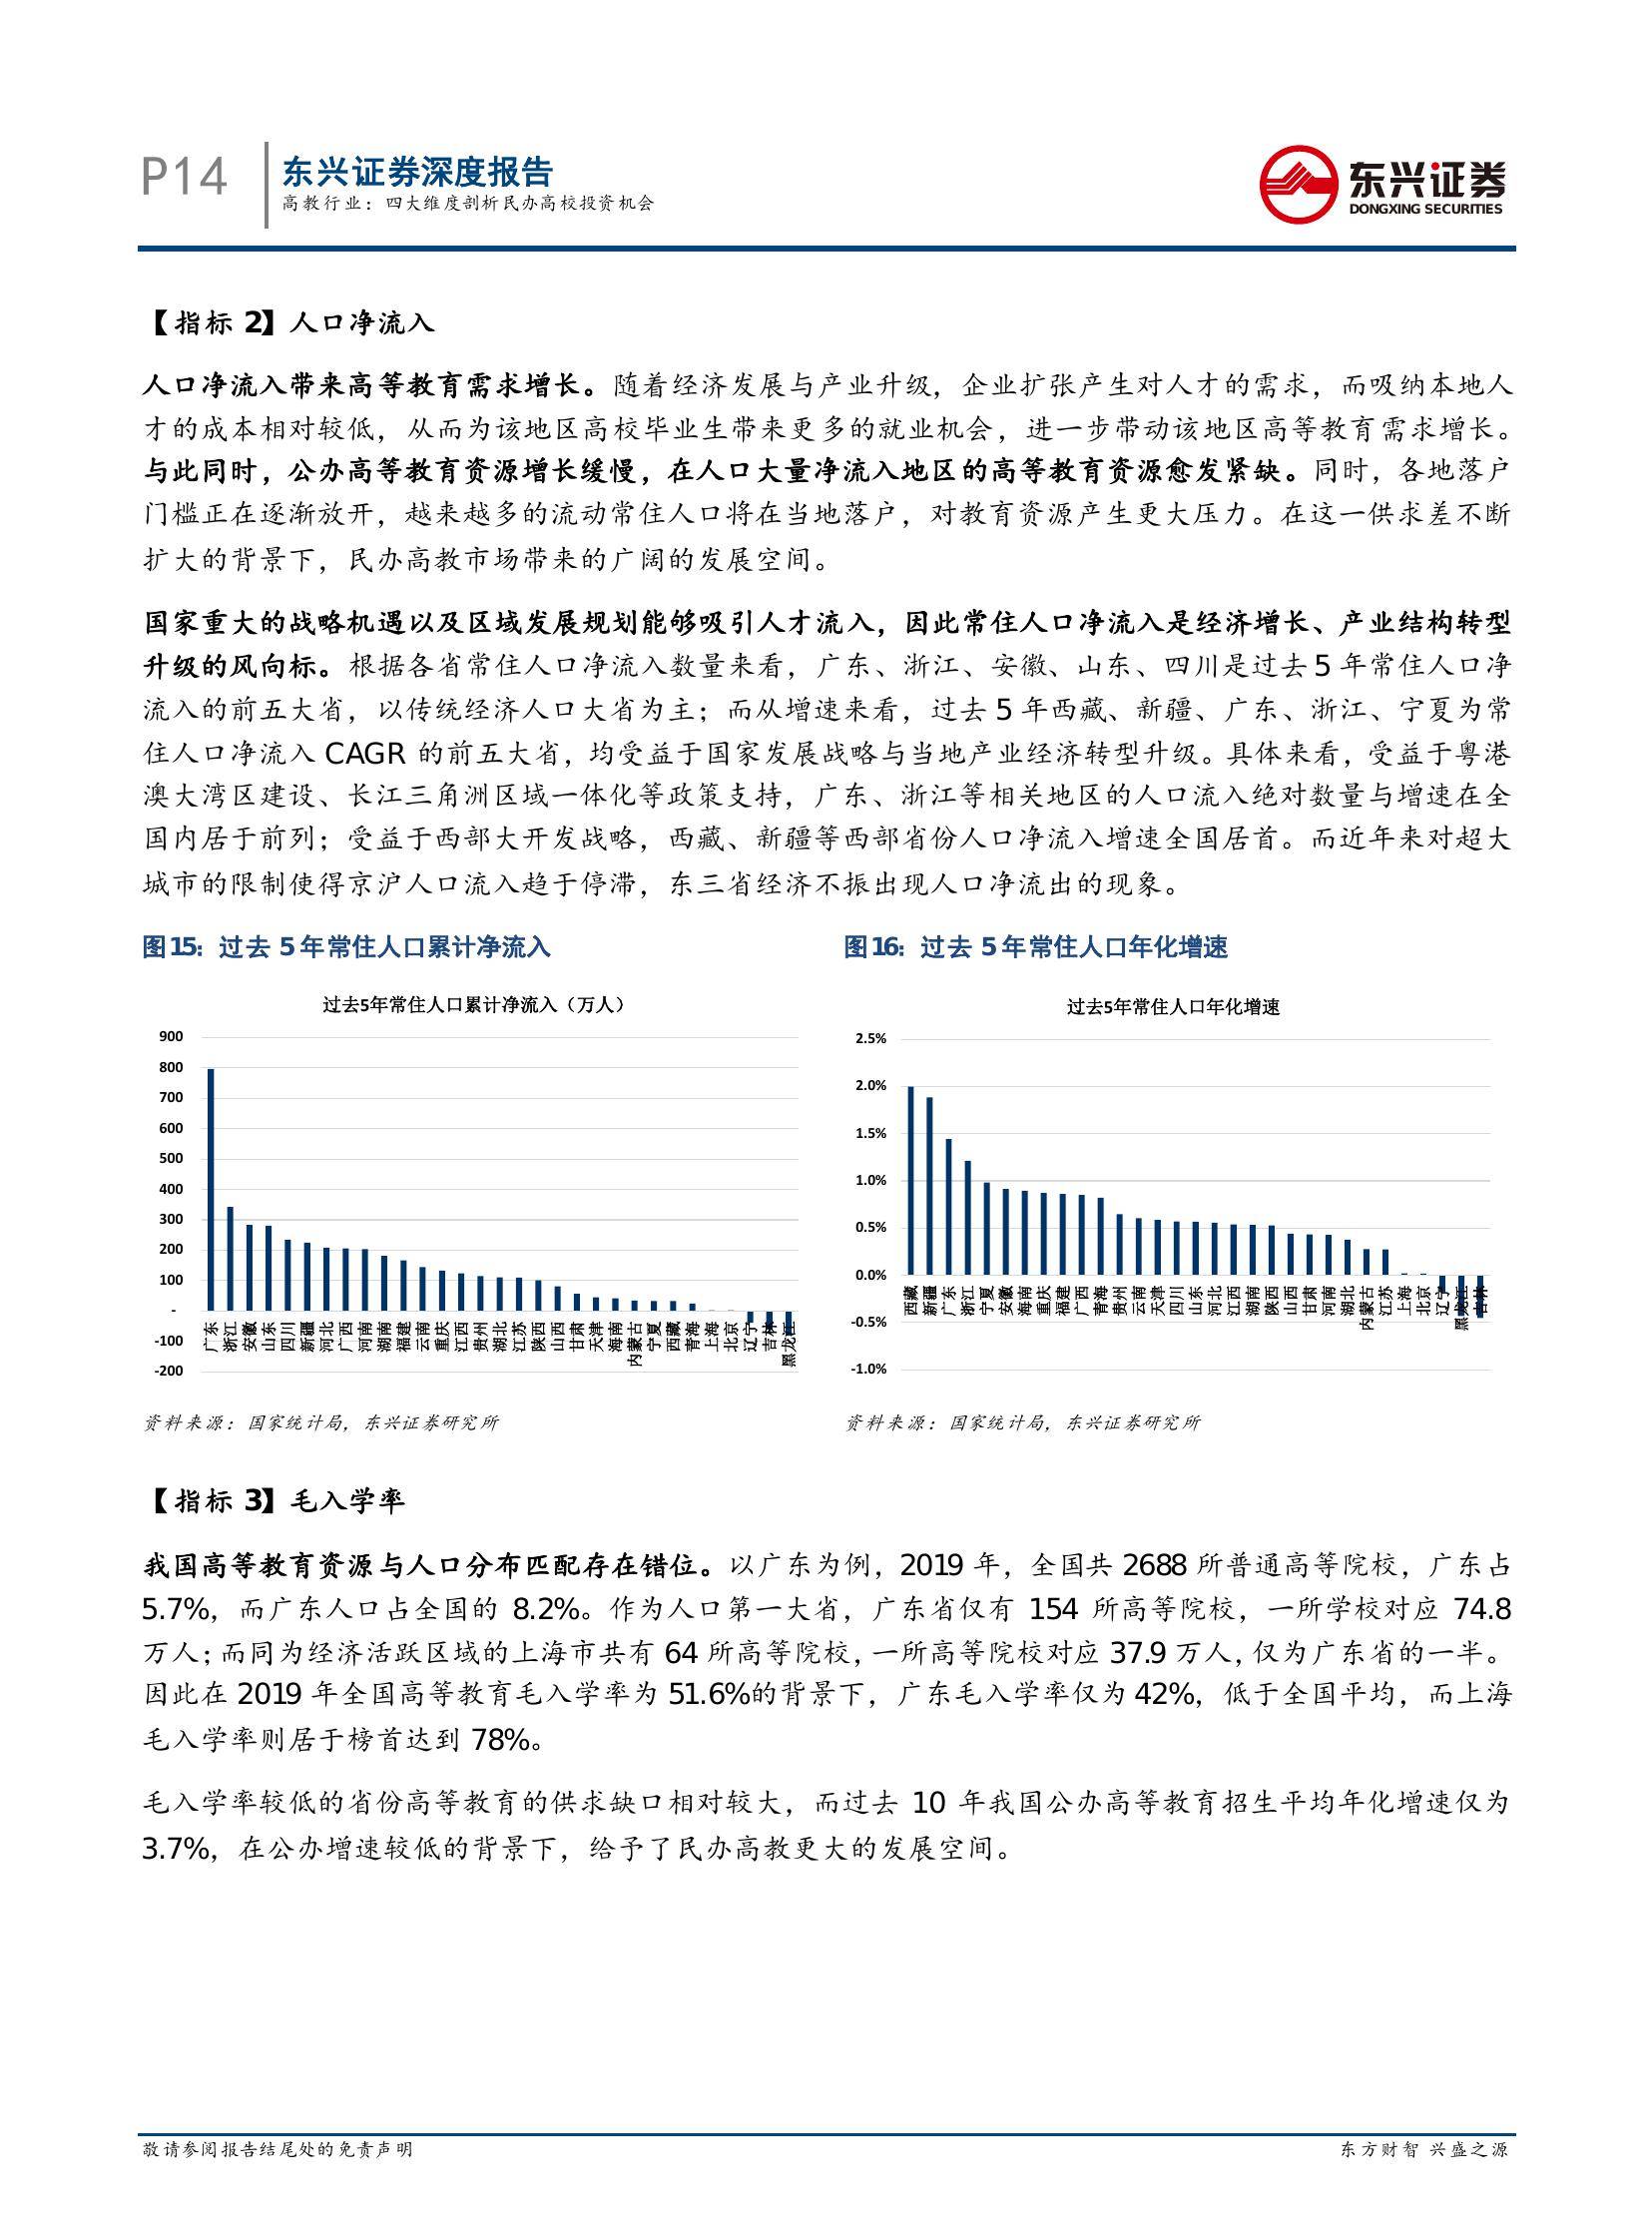 P14
东兴证券深度报告
高教行业：四大维度剖析民办高校投资机会
东兴证券
DONGXING SECURITIES
【指标 2】人口净流入
人口净流入带来高等教育需求增长。随着经济发展与产业升级，企业扩张产生对人才的需求，而吸纳本地人
才的成本相对较低，从而为该地区高校毕业生带来更多的就业机会，进一步带动该地区高等教育需求增长。
与此同时，公办高等教育资源增长缓慢，在人口大量净流入地区的高等教育资源愈发紧缺。同时，各地落户
门槛正在逐渐放开，越来越多的流动常住人口将在当地落户，对教育资源产生更大压力。在这一供求差不断
扩大的背景下，民办高教市场带来的广阔的发展空间。
国家重大的战略机遇以及区域发展规划能够吸引人才流入，因此常住人口净流入是经济增长、产业结构转型
升级的风向标。根据各省常住人口净流入数量来看，广东、浙江、安徽、山东、四川是过去 5 年常住人口净
流入的前五大省，以传统经济人口大省为主；而从增速来看，过去 5 年西藏、新疆、广东、浙江、宁夏为常
住人口净流入 CAGR 的前五大省，均受益于国家发展战略与当地产业经济转型升级。具体来看，受益于粤港
澳大湾区建设、长江三角洲区域一体化等政策支持，广东、浙江等相关地区的人口流入绝对数量与增速在全
国内居于前列；受益于西部大开发战略，西藏、新疆等西部省份人口净流入增速全国居首。而近年来对超大
城市的限制使得京沪人口流入趋于停滞，东三省经济不振出现人口净流出的现象。
图15：过去 5 年常住人口累计净流入
过去5年常住人口累计净流入（万人）
900
800
700
600
500
400
300
200
100
-
-100
-200
广东 浙江 安徽 山东 四川 新疆 河北 广西 河南 湖南 福建 云南 重庆 江西 贵州 湖北 江苏 陕西 山西 甘肃 天津 海南 内蒙古 宁夏 西藏 青海 上海 北京 辽宁 吉林 黑龙江
资料来源：国家统计局，东兴证券研究所
图16：过去 5 年常住人口年化增速
过去5年常住人口年化增速
2.5%
2.0%
1.5%
1.0%
0.5%
0.0%
-0.5%
-1.0%
西藏 新疆 广东 浙江 宁夏 安徽 海南 重庆 福建 广西 青海 贵州 云南 天津 四川 山东 河北 江西 湖南 陕西 山西 甘肃 河南 湖北 内蒙古 江苏 上海 北京 辽宁 黑龙江 吉林
资料来源：国家统计局，东兴证券研究所
【指标 3】毛入学率
我国高等教育资源与人口分布匹配存在错位。以广东为例，2019 年，全国共 2688 所普通高等院校，广东占
5.7%，而广东人口占全国的 8.2%。作为人口第一大省，广东省仅有 154 所高等院校，一所学校对应 74.8
万人；而同为经济活跃区域的上海市共有 64 所高等院校，一所高等院校对应 37.9 万人，仅为广东省的一半。
因此在 2019 年全国高等教育毛入学率为 51.6%的背景下，广东毛入学率仅为 42%，低于全国平均，而上海
毛入学率则居于榜首达到 78%。
毛入学率较低的省份高等教育的供求缺口相对较大，而过去 10 年我国公办高等教育招生平均年化增速仅为
3.7%，在公办增速较低的背景下，给予了民办高教更大的发展空间。
敬请参阅报告结尾处的免责声明
东方财智 兴盛之源